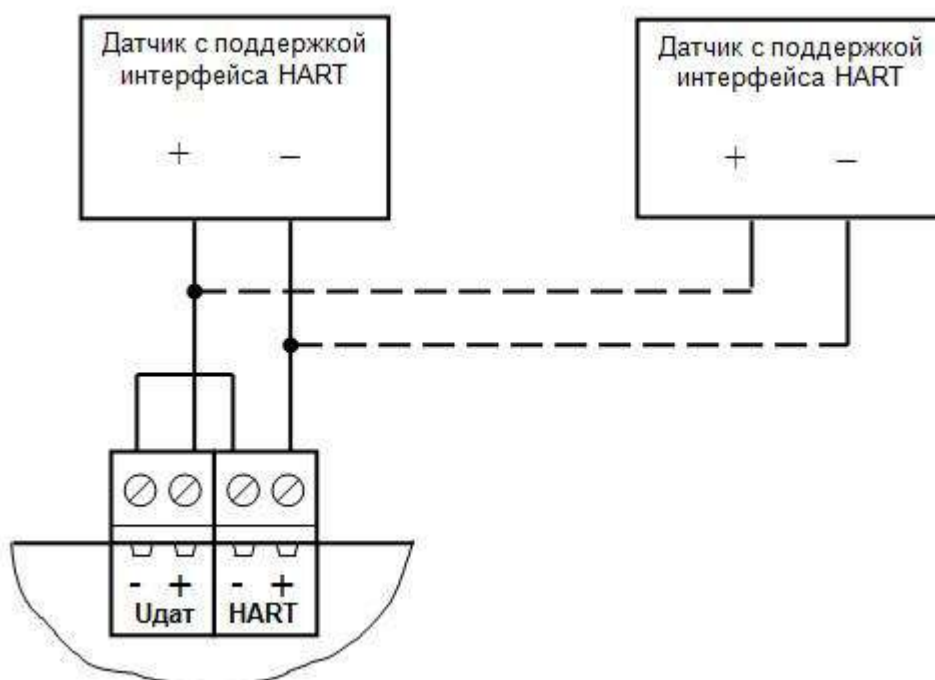 Датчик с поддержкой
интерфейса HART
+ –
Датчик с поддержкой
интерфейса HART
+ –
- + - +
Uдат HART